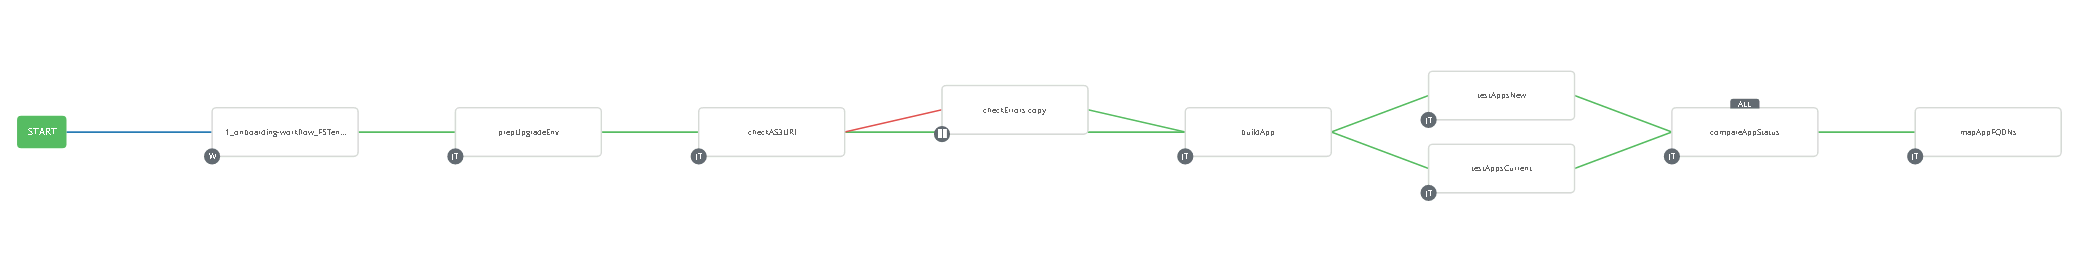 START
1_onboarding-workflow_FSTen...
W
prepUpgradeEnv
JT
checkAS3URI
JT
checkErrors copy
buildApp
JT
testAppsNew
JT
testAppsCurrent
JT
ALL
compareAppStatus
JT
mapAppFQDNs
JT